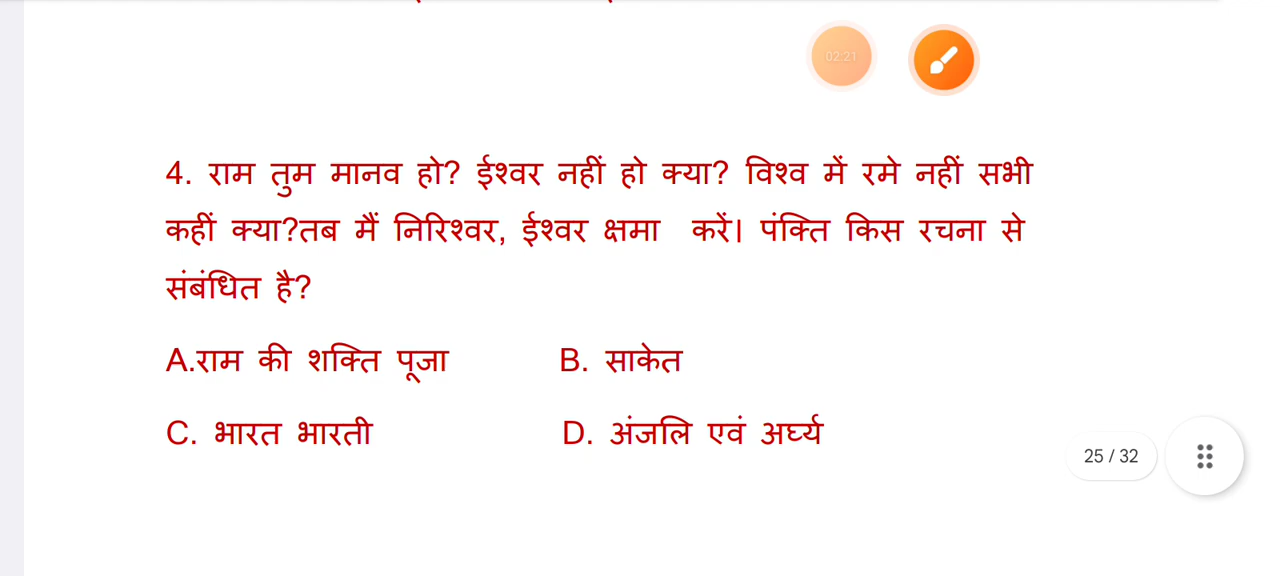 02:21
4. राम तुम मानव हो? ईश्वर नहीं हो क्या? विश्व में रमे नहीं सभी
कहीं क्या?तब मैं निरिश्वर, ईश्वर क्षमा करें। पंक्ति किस रचना से
संबंधित है?
A.राम की शक्ति पूजा B. साकेत
C. भारत भारती D. अंजलि एवं अर्घ्य
25 / 32